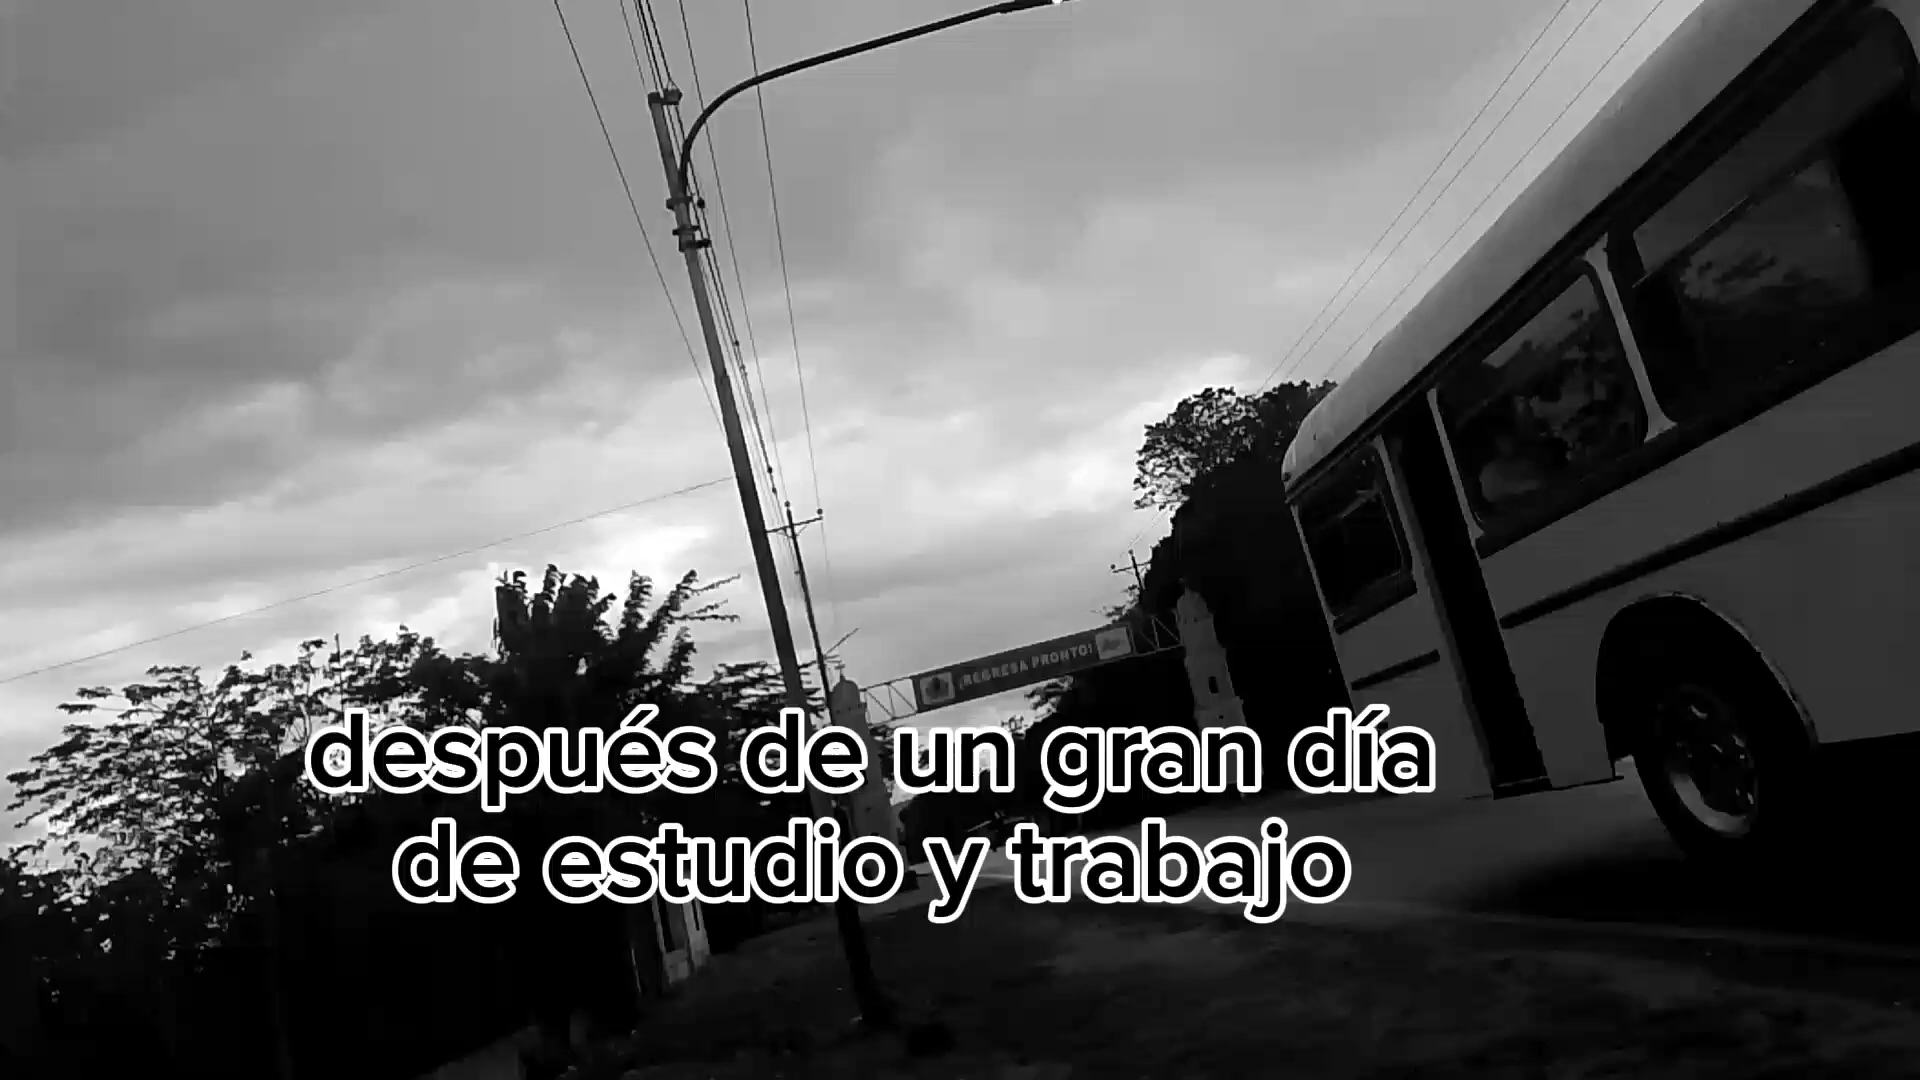 ¡REGRESA PRONTO!
después de un gran día
de estudio y trabajo